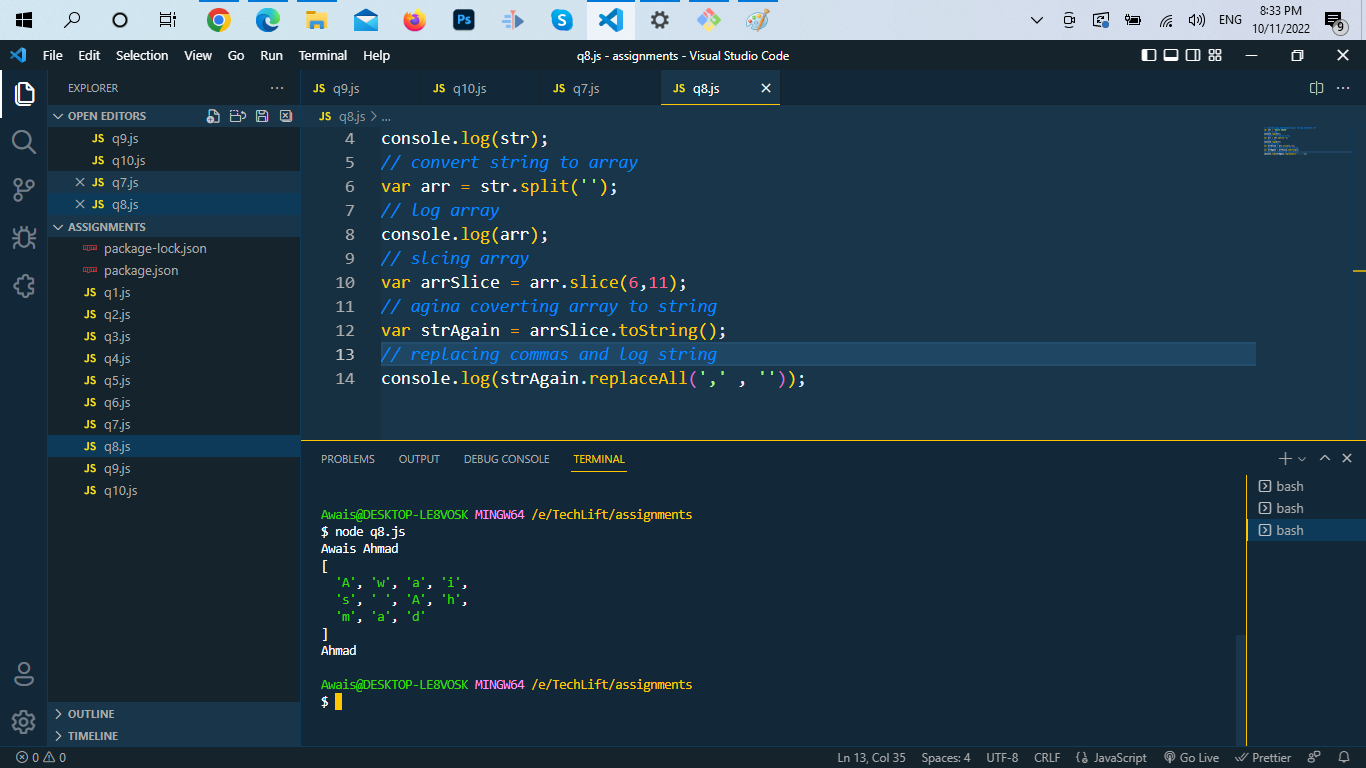 8:33 PM
ENG
10/11/2022
9
File Edit Selection View Go Run Terminal Help
q8.js - assignments - Visual Studio Code
EXPLORER
OPEN EDITORS
JS q9.js
JS q10.js
JS q7.js
JS q8.js
ASSIGNMENTS
package-lock.json
package.json
JS q1.js
JS q2.js
JS q3.js
JS q4.js
JS q5.js
JS q6.js
JS q7.js
JS q8.js
JS q9.js
JS q10.js
OUTLINE
TIMELINE
JS q9.js JS q10.js JS q7.js JS q8.js
JS q8.js > ...
4 console.log(str);
5 // convert string to array
6 var arr = str.split('');
7 // log array
8 console.log(arr);
9 // slcing array
10 var arrSlice = arr.slice(6,11);
11 // agina coverting array to string
12 var strAgain = arrSlice.toString();
13 // replacing commas and log string
14 console.log(strAgain.replaceAll(',' , ''));
PROBLEMS OUTPUT DEBUG CONSOLE TERMINAL
Awais@DESKTOP-LE8VOSK MINGW64 /e/TechLift/assignments
$ node q8.js
Awais Ahmad
[
'A', 'w', 'a', 'i',
's', ' ', 'A', 'h',
'm', 'a', 'd'
]
Ahmad
Awais@DESKTOP-LE8VOSK MINGW64 /e/TechLift/assignments
$
bash
bash
bash
0 0 Ln 13, Col 35 Spaces: 4 UTF-8 CRLF JavaScript Go Live Prettier